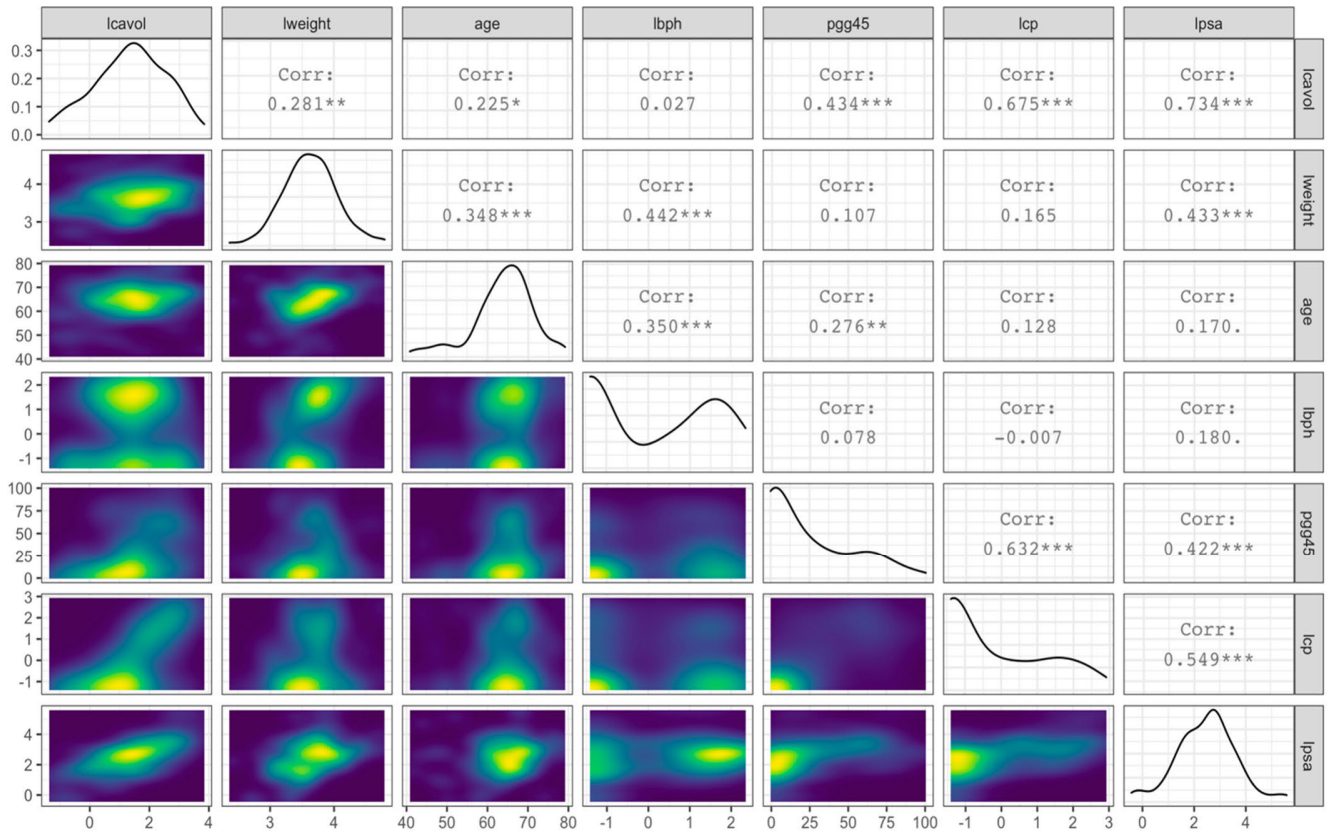 lcavol lweight age lbph pgg45 lcp lpsa
0.3
0.2
0.1
0.0
Corr:
0.281**
Corr:
0.225*
Corr:
0.027
Corr:
0.434***
Corr:
0.675***
Corr:
0.734***
lcavol
4
3
Corr:
0.348***
Corr:
0.442***
Corr:
0.107
Corr:
0.165
Corr:
0.433***
lweight
80
70
60
50
40
Corr:
0.350***
Corr:
0.276**
Corr:
0.128
Corr:
0.170.
age
2
1
0
-1
Corr:
0.078
Corr:
-0.007
Corr:
0.180.
lbph
100
75
50
25
0
Corr:
0.632***
Corr:
0.422***
pgg45
3
2
1
0
-1
Corr:
0.549***
lcp
4
2
0
lpsa
0 2 4 3 4 40 50 60 70 80 -1 0 1 2 0 25 50 75 100 -1 0 1 2 3 0 2 4